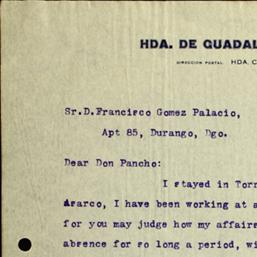 HDA. DE GUADAL
DIRECCION POSTAL HDA. C
Sr.D.Francisco Gomez Palacio,
Apt 85, Durango, Dgo.
Dear Don Pancho:
I stayed in Torr
Asarco, I have been working at s
for you may judge how my affairs
absence for so long a period, wi